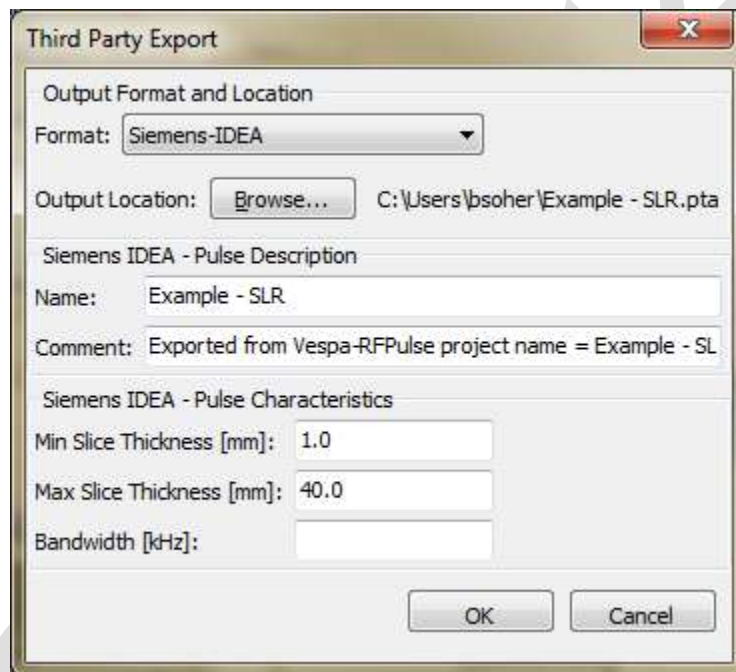 Third Party Export
Output Format and Location
Format: Siemens-IDEA
Output Location: Browse... C:\Users\bsoher\Example - SLR.pta
Siemens IDEA - Pulse Description
Name: Example - SLR
Comment: Exported from Vespa-RFPulse project name = Example - SL
Siemens IDEA - Pulse Characteristics
Min Slice Thickness [mm]: 1.0
Max Slice Thickness [mm]: 40.0
Bandwidth [kHz]:
OK Cancel